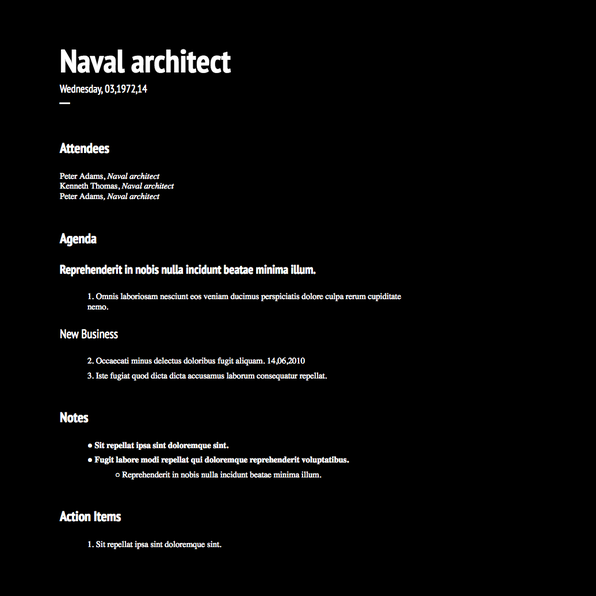 Naval architect
Wednesday, 03,1972,14
—
Attendees
Peter Adams, Naval architect
Kenneth Thomas, Naval architect
Peter Adams, Naval architect
Agenda
Reprehenderit in nobis nulla incidunt beatae minima illum.
1. Omnis laboriosam nesciunt eos veniam ducimus perspiciatis dolore culpa rerum cupiditate
nemo.
New Business
2. Occaecati minus delectus doloribus fugit aliquam. 14,06,2010
3. Iste fugiat quod dicta dicta accusamus laborum consequatur repellat.
Notes
● Sit repellat ipsa sint doloremque sint.
● Fugit labore modi repellat qui doloremque reprehenderit voluptatibus.
○ Reprehenderit in nobis nulla incidunt beatae minima illum.
Action Items
1. Sit repellat ipsa sint doloremque sint.